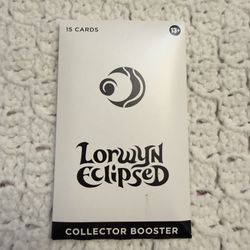 15 CARDS 13+
Lorwyn
Eclipsed
COLLECTOR BOOSTER